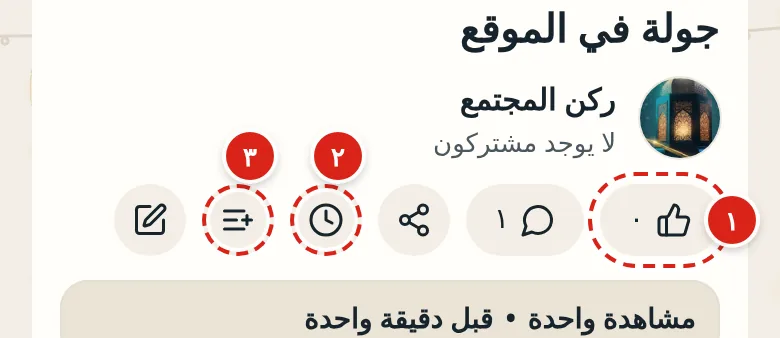 جولة في الموقع
ركن المجتمع
لا يوجد مشتركون
٣
٢
١
٠
١
مشاهدة واحدة • قبل دقيقة واحدة